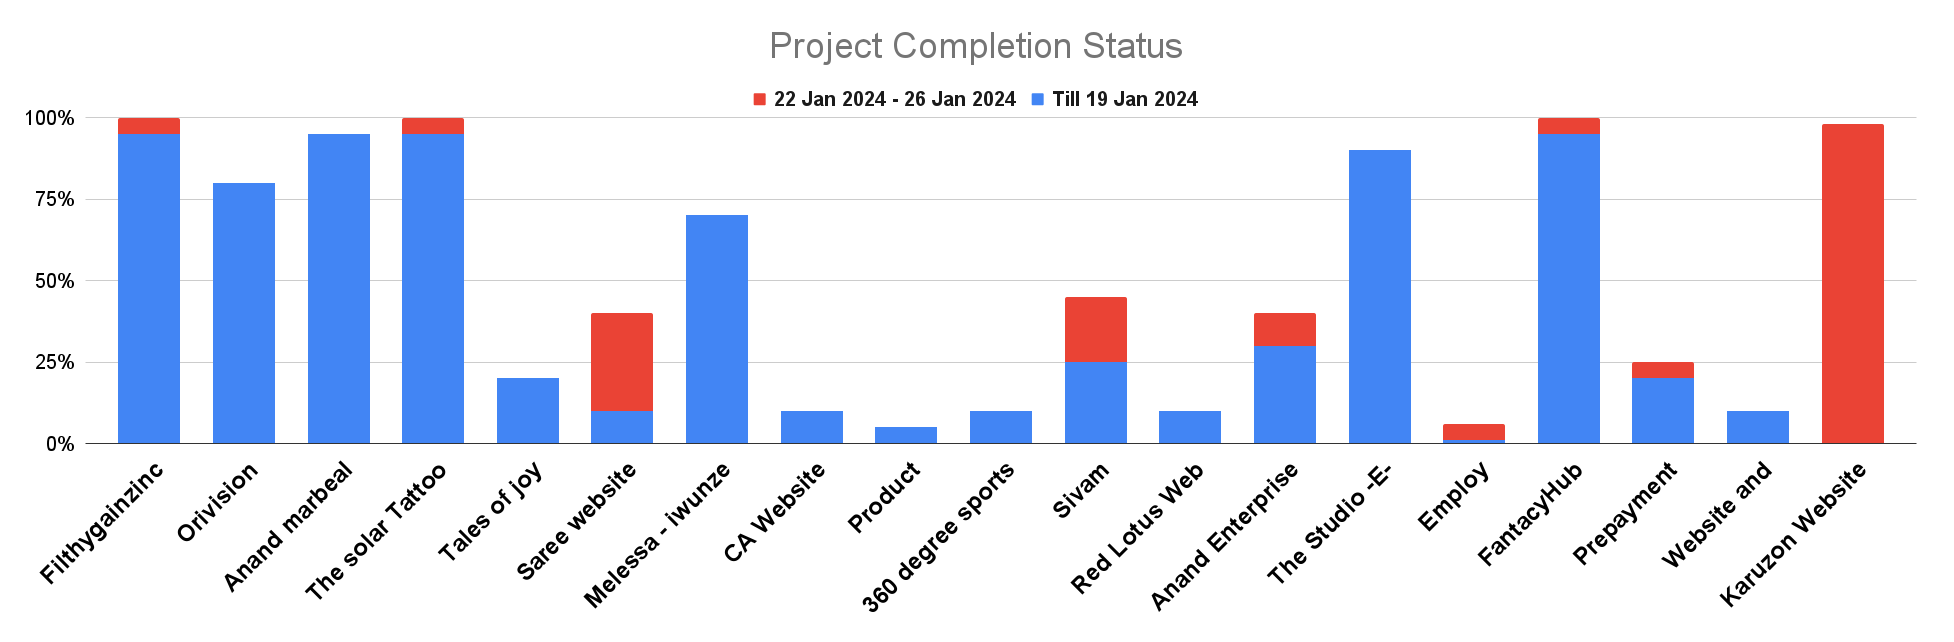 Project Completion Status
22 Jan 2024 - 26 Jan 2024
Till 19 Jan 2024
100%
75%
50%
25%
0%
Filthygainzinc
Orivision
Anand marbeal
The solar Tattoo
Tales of joy
Saree website
Melessa - iwunze
CA Website
Product
360 degree sports
Sivam
Red Lotus Web
Anand Enterprise
The Studio -E-
Employ
FantacyHub
Prepayment
Website and
Karuzon Website